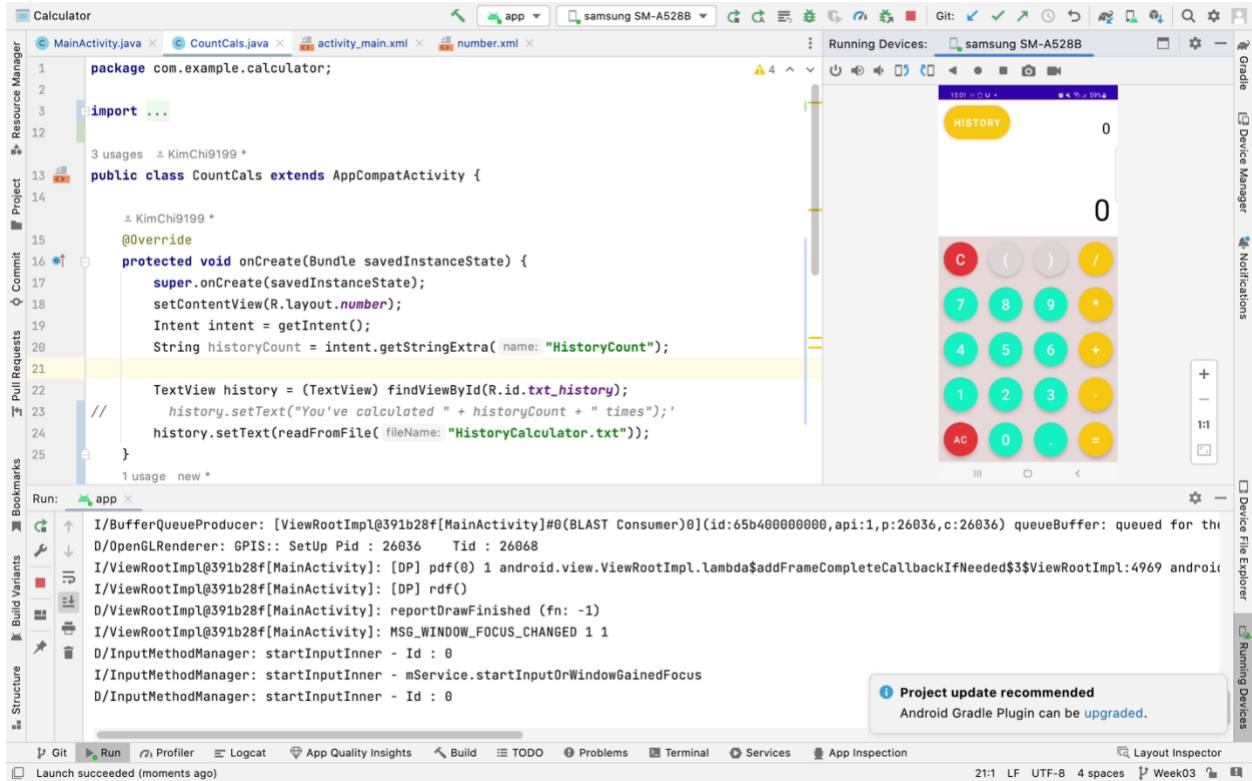 Calculator
app
samsung SM-A528B
Git:
MainActivity.java
CountCals.java
activity_main.xml
number.xml
Running Devices:
samsung SM-A528B
Resource Manager
Project
Commit
Pull Requests
Bookmarks
Build Variants
Structure
1 package com.example.calculator;
4
2
3 import ...
12
3 usages KimChi9199 *
13 public class CountCals extends AppCompatActivity {
14
KimChi9199 *
15 @Override
16 protected void onCreate(Bundle savedInstanceState) {
17 super.onCreate(savedInstanceState);
18 setContentView(R.layout.number);
19 Intent intent = getIntent();
20 String historyCount = intent.getStringExtra( name: "HistoryCount");
21
22 TextView history = (TextView) findViewById(R.id.txt_history);
23 // history.setText("You've calculated " + historyCount + " times");'
24 history.setText(readFromFile( fileName: "HistoryCalculator.txt"));
25 }
1 usage new *
15:01
59%
HISTORY
0
0
C ( ) /
7 8 9 *
4 5 6 +
1 2 3 -
AC 0 . =
1:1
Gradle
Device Manager
Notifications
Device File Explorer
Running Devices
Run: app
I/BufferQueueProducer: [ViewRootImpl@391b28f[MainActivity]#0(BLAST Consumer)0](id:65b400000000,api:1,p:26036,c:26036) queueBuffer: queued for the
D/OpenGLRenderer: GPIS:: SetUp Pid : 26036 Tid : 26068
I/ViewRootImpl@391b28f[MainActivity]: [DP] pdf(0) 1 android.view.ViewRootImpl.lambda$addFrameCompleteCallbackIfNeeded$3$ViewRootImpl:4969 android
I/ViewRootImpl@391b28f[MainActivity]: [DP] rdf()
D/ViewRootImpl@391b28f[MainActivity]: reportDrawFinished (fn: -1)
I/ViewRootImpl@391b28f[MainActivity]: MSG_WINDOW_FOCUS_CHANGED 1 1
D/InputMethodManager: startInputInner - Id : 0
I/InputMethodManager: startInputInner - mService.startInputOrWindowGainedFocus
D/InputMethodManager: startInputInner - Id : 0
Project update recommended
Android Gradle Plugin can be upgraded.
Git
Run
Profiler
Logcat
App Quality Insights
Build
TODO
Problems
Terminal
Services
App Inspection
Layout Inspector
Launch succeeded (moments ago)
21:1 LF UTF-8 4 spaces Week03